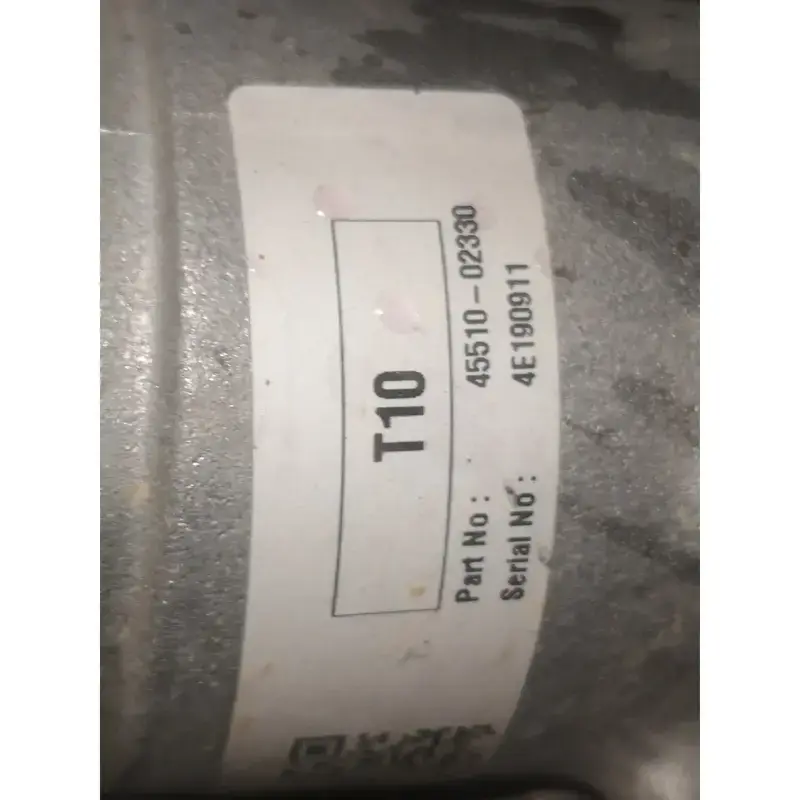 T10
Part No : 45510-02330
Serial No : 4E190911